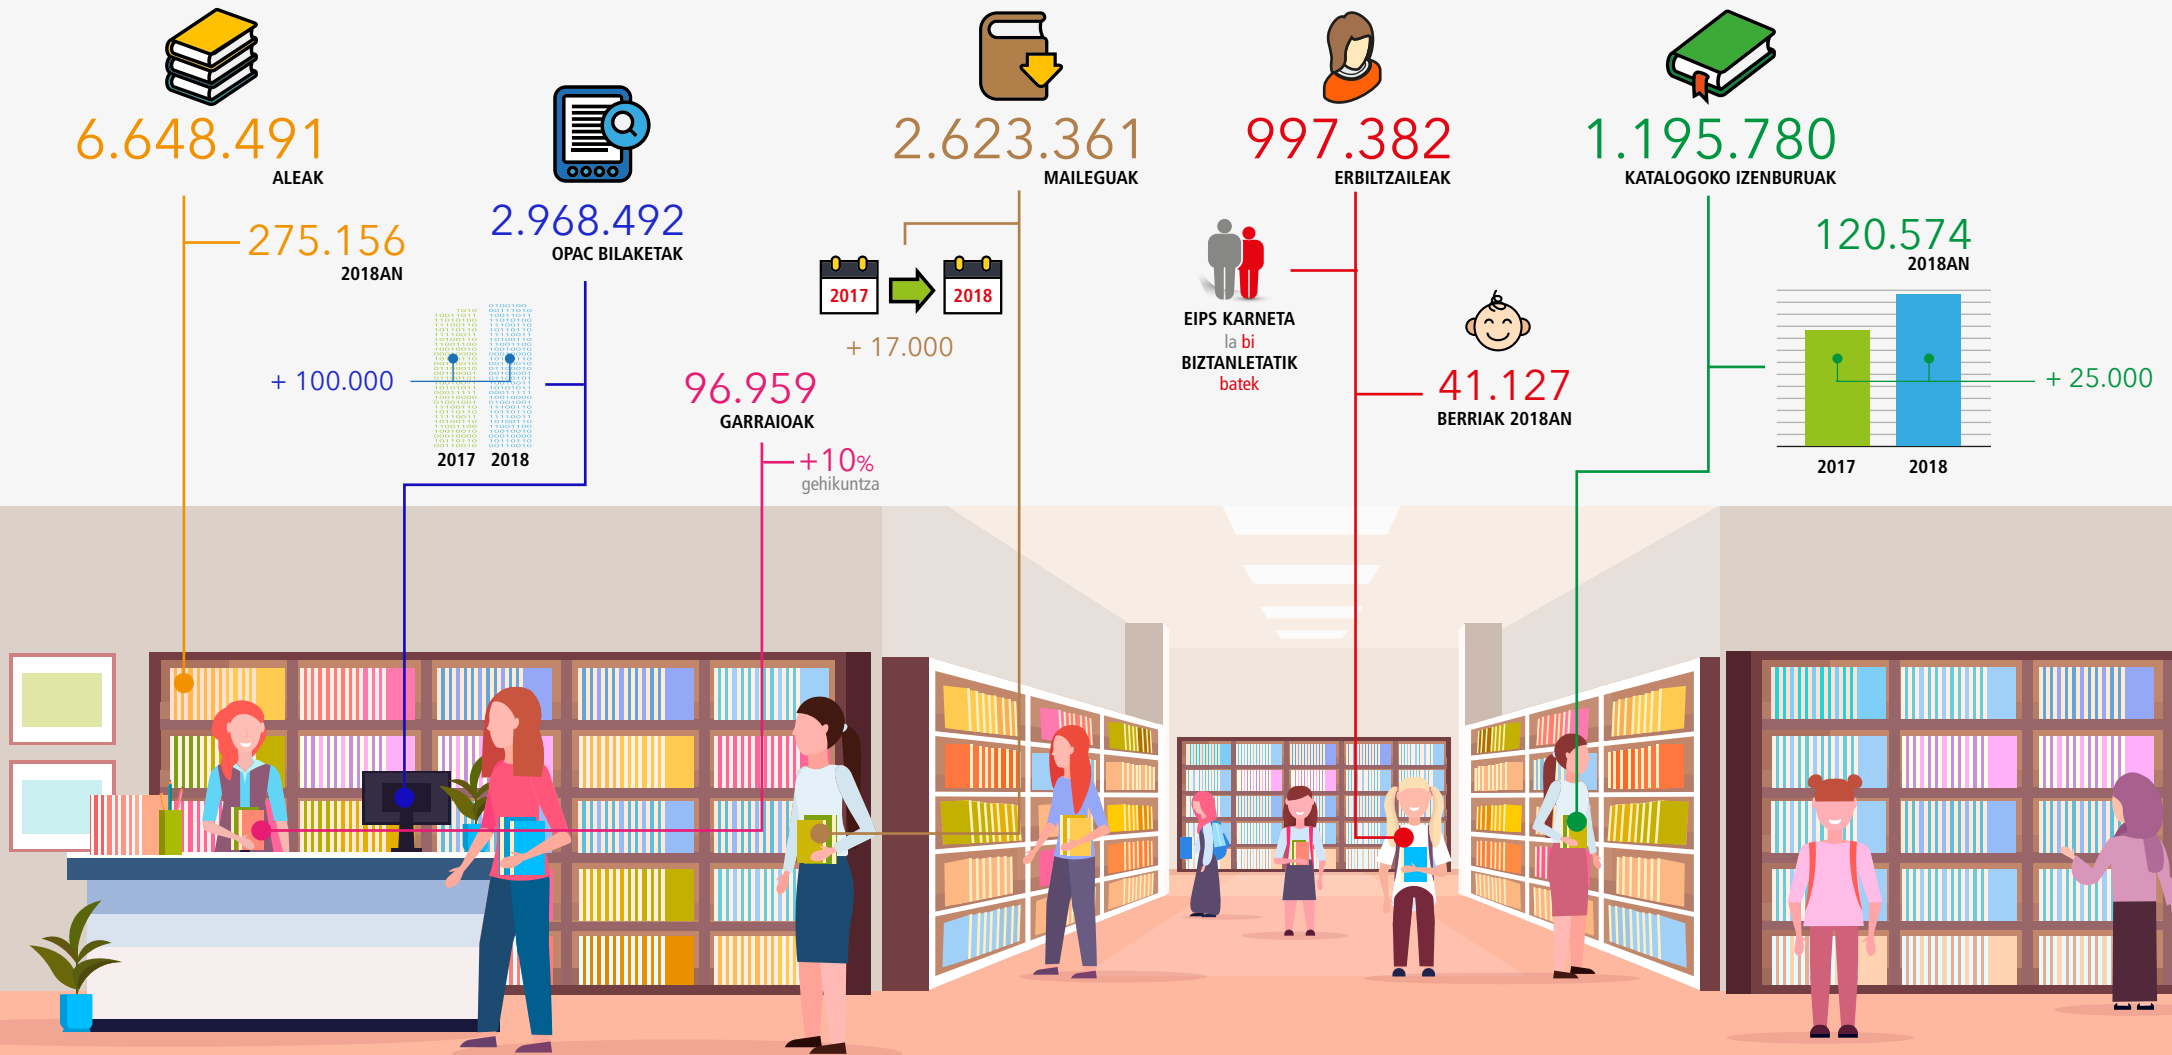 6.648.491
ALEAK
275.156
2018AN
2.968.492
OPAC BILAKETAK
+ 100.000
2017 2018
96.959
GARRAIOAK
+10%
gehikuntza
2.623.361
MAILEGUAK
2017
2018
+ 17.000
997.382
ERBILTZAILEAK
EIPS KARNETA
la bi
BIZTANLETATIK
batek
41.127
BERRIAK 2018AN
1.195.780
KATALOGOKO IZENBURUAK
120.574
2018AN
+ 25.000
2017
2018